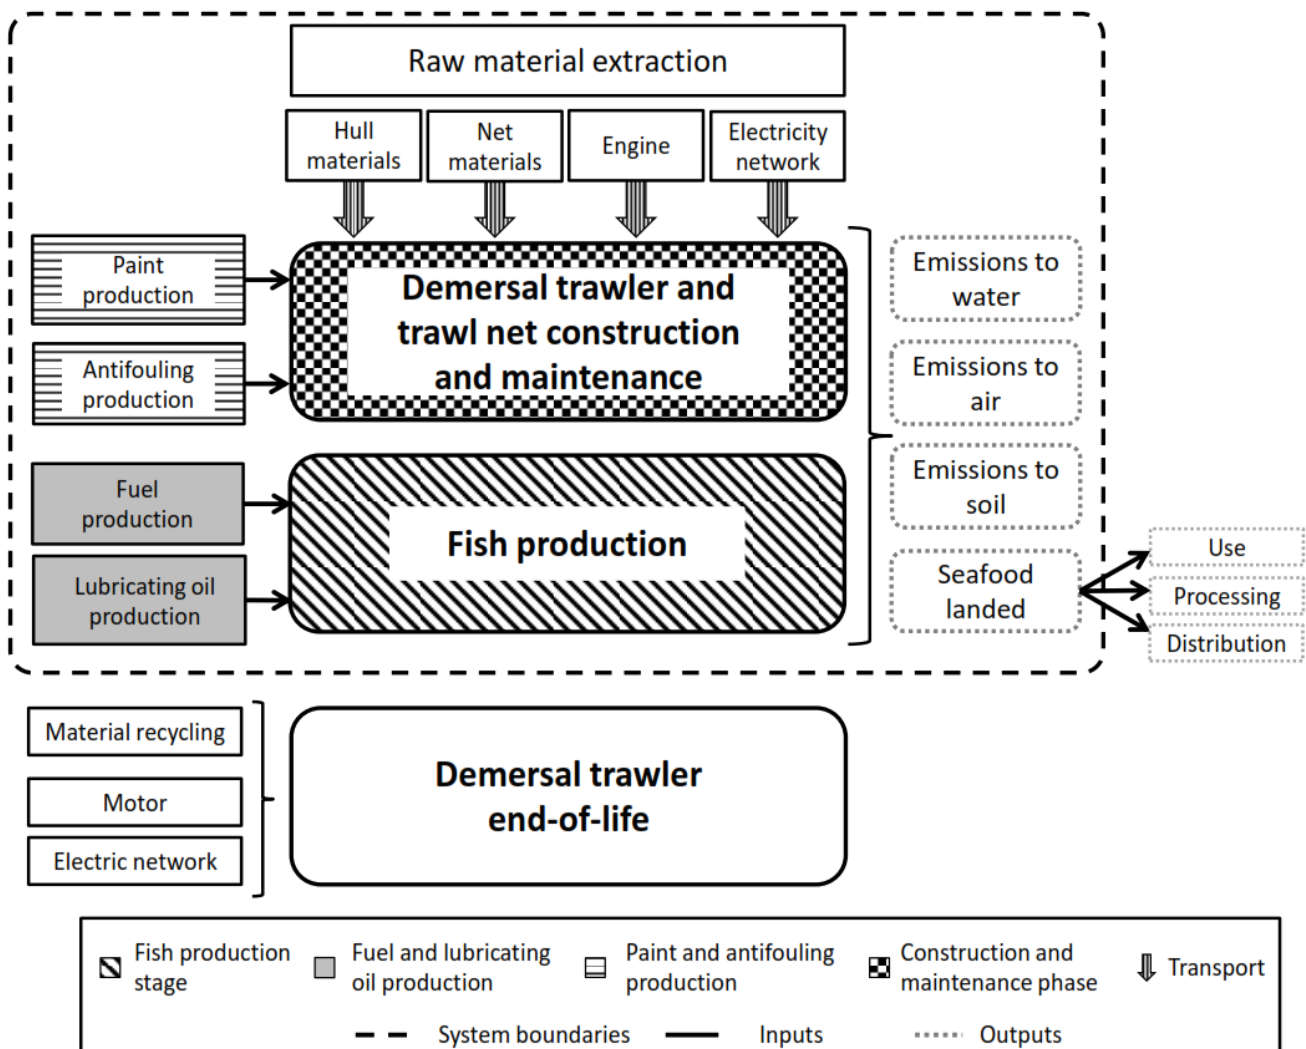 Raw material extraction
Hull
materials
Net
materials
Engine
Electricity
network
Paint
production
Antifouling
production
Fuel
production
Lubricating oil
production
Demersal trawler and
trawl net construction
and maintenance
Fish production
Emissions to
water
Emissions to
air
Emissions to
soil
Seafood
landed
Use
Processing
Distribution
Material recycling
Motor
Electric network
Demersal trawler
end-of-life
Fish production
stage
Fuel and lubricating
oil production
Paint and antifouling
production
Construction and
maintenance phase
Transport
System boundaries
Inputs
Outputs